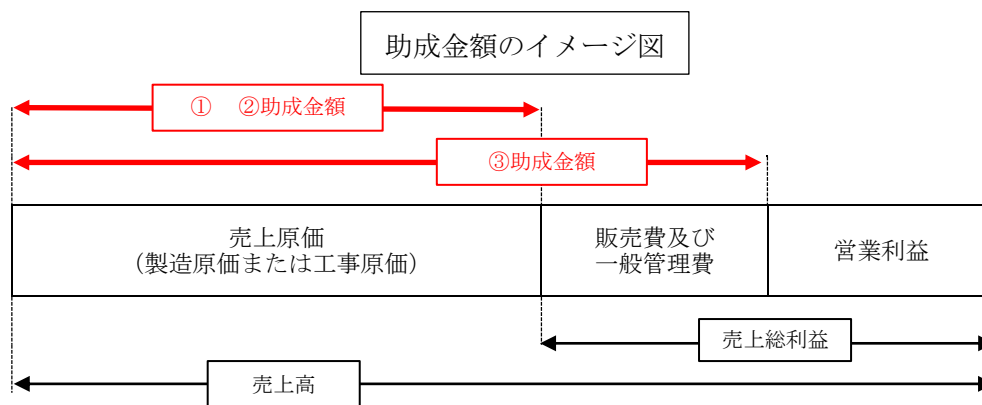 助成金額のイメージ図
① ②助成金額
③助成金額
売上原価
（製造原価または工事原価）
販売費及び
一般管理費
営業利益
売上総利益
売上高